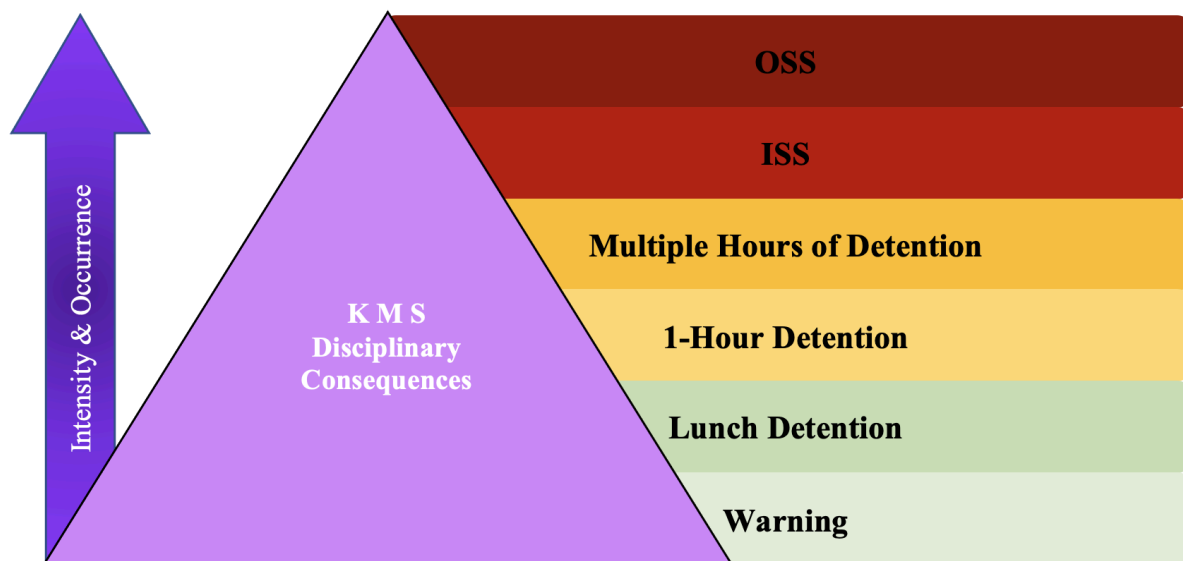 OSS
ISS
Multiple Hours of Detention
1-Hour Detention
Lunch Detention
Warning
K M S
Disciplinary
Consequences
Intensity & Occurrence